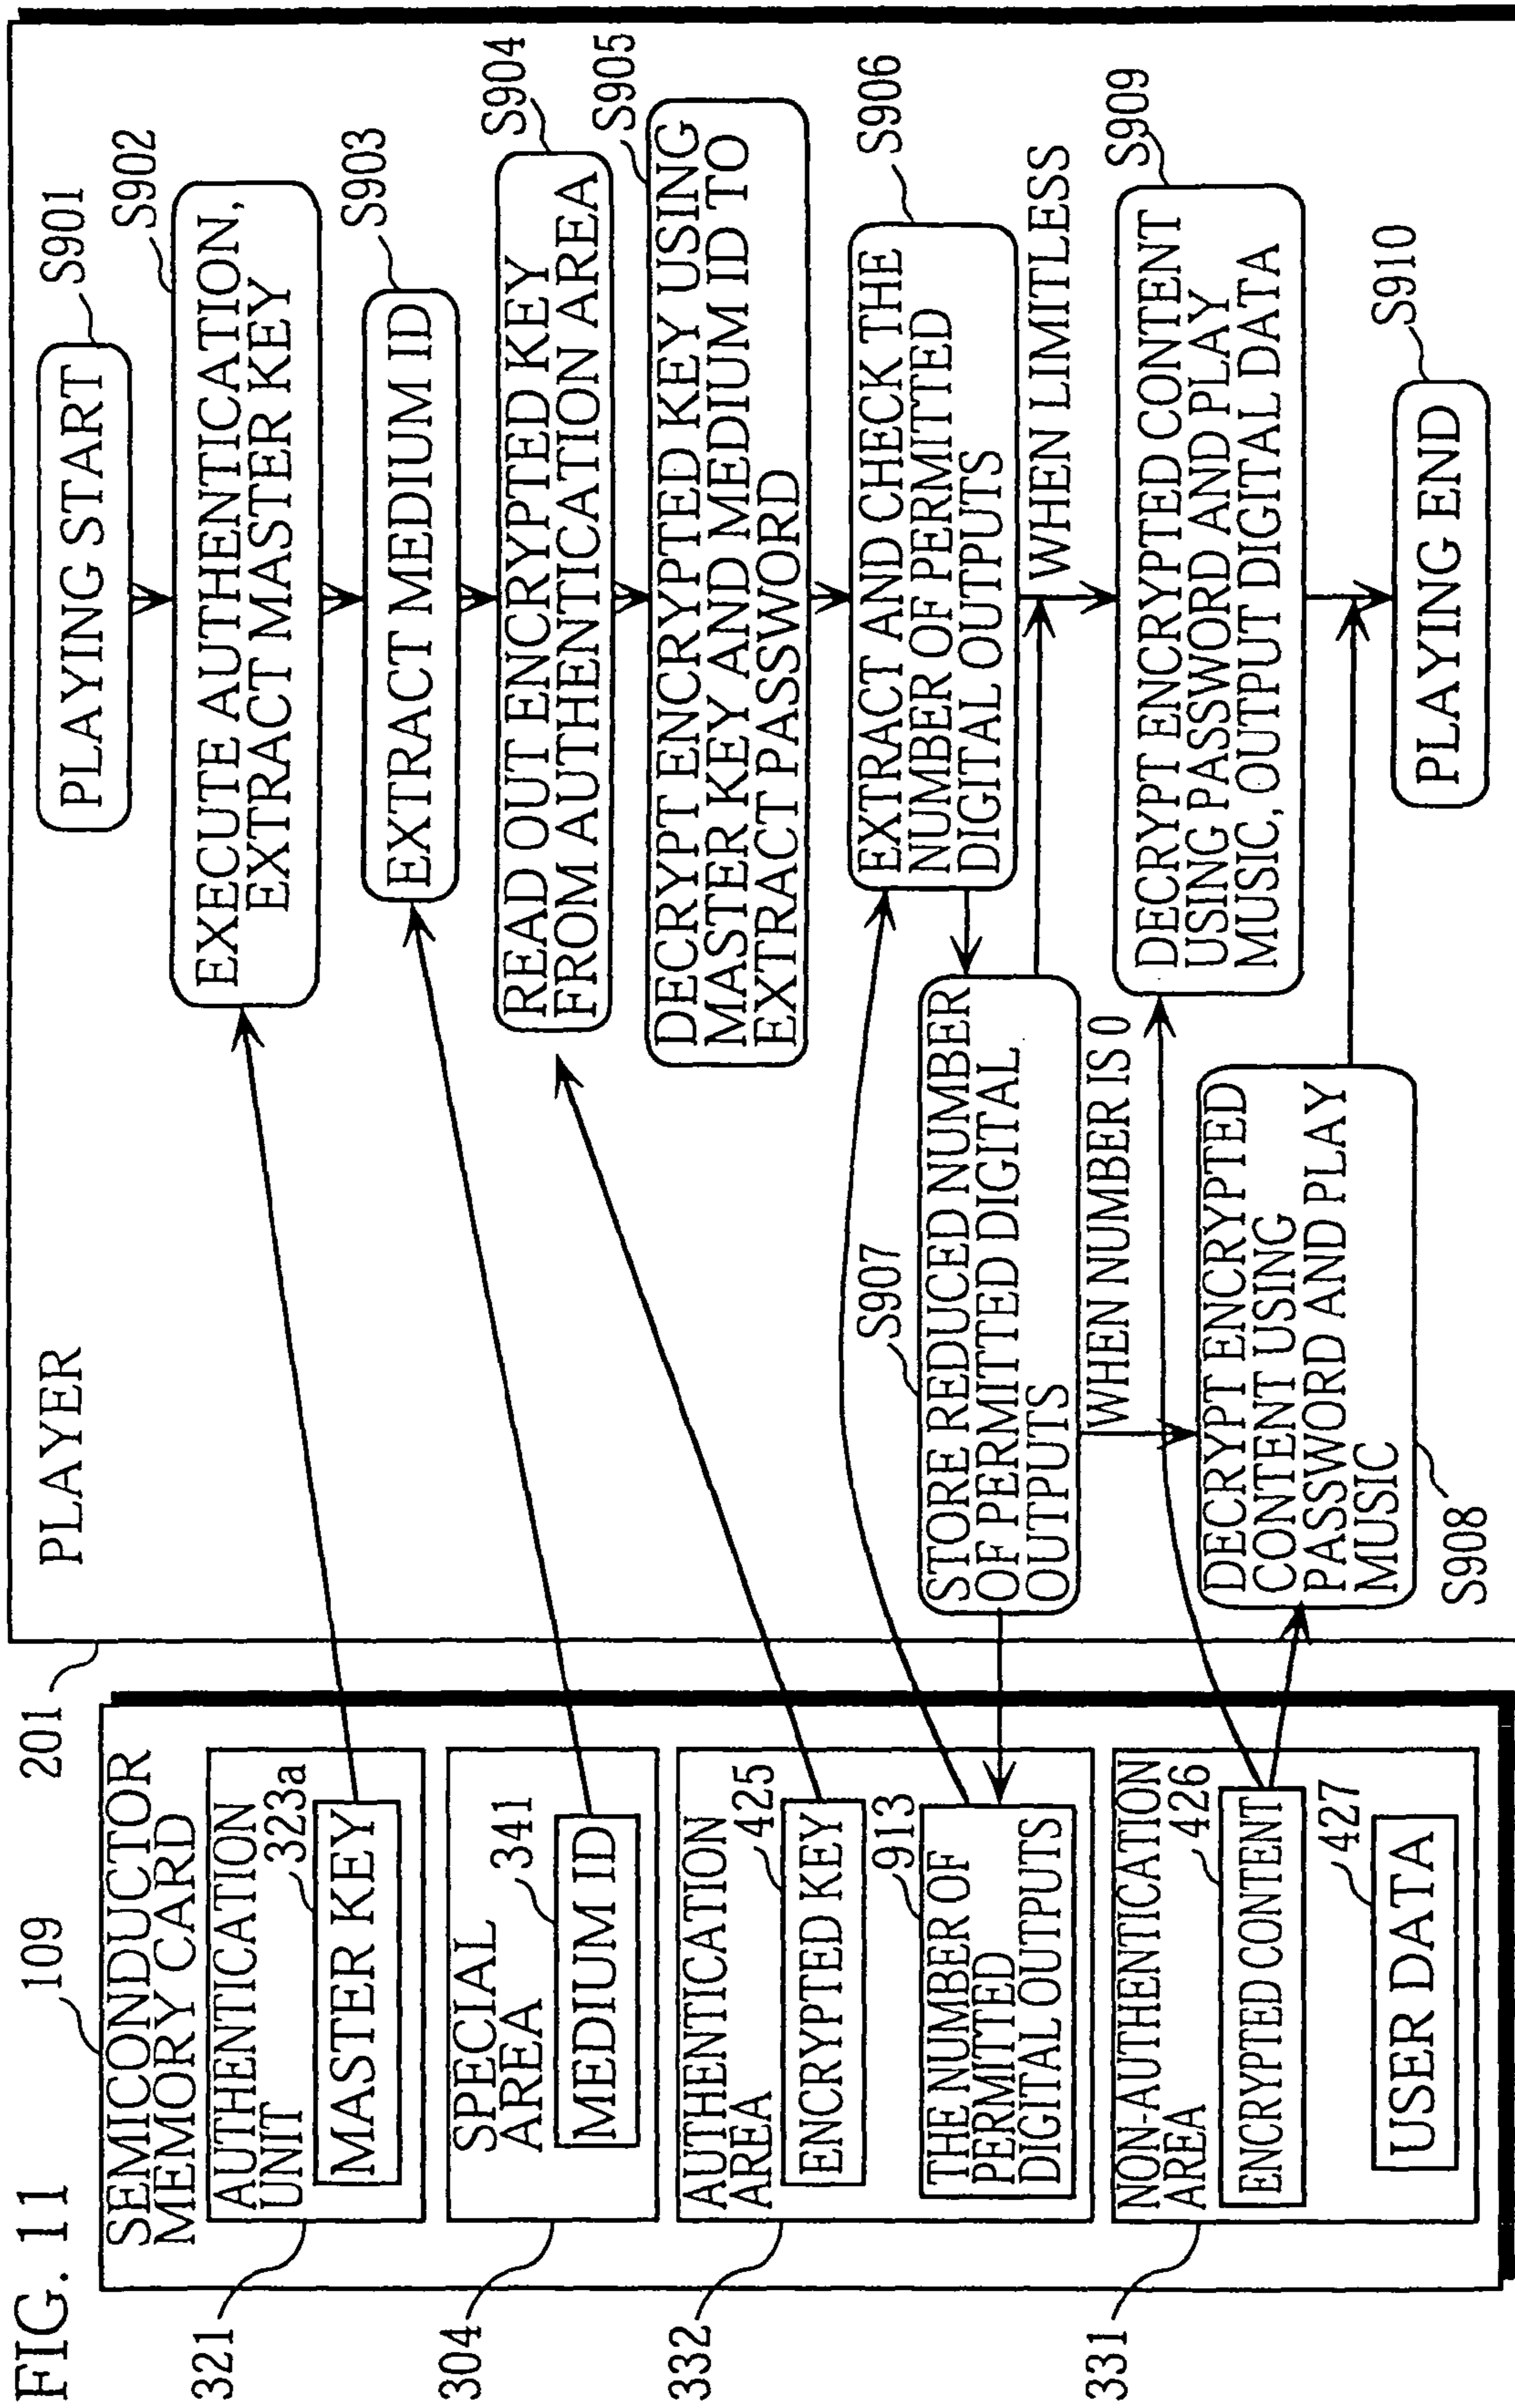 FIG. 11
109
SEMICONDUCTOR
MEMORY CARD
321
AUTHENTICATION
UNIT
323a
MASTER KEY
304
SPECIAL
AREA
341
MEDIUM ID
332
AUTHENTICATION
AREA
425
ENCRYPTED KEY
913
THE NUMBER OF
PERMITTED
DIGITAL OUTPUTS
331
NON-AUTHENTICATION
AREA
426
ENCRYPTED CONTENT
427
USER DATA
201
PLAYER
PLAYING START
S901
EXECUTE AUTHENTICATION,
EXTRACT MASTER KEY
S902
EXTRACT MEDIUM ID
S903
READ OUT ENCRYPTED KEY
FROM AUTHENTICATION AREA
S904
DECRYPT ENCRYPTED KEY USING
MASTER KEY AND MEDIUM ID TO
EXTRACT PASSWORD
S905
EXTRACT AND CHECK THE
NUMBER OF PERMITTED
DIGITAL OUTPUTS
S906
WHEN LIMITLESS
S907
STORE REDUCED NUMBER
OF PERMITTED DIGITAL
OUTPUTS
WHEN NUMBER IS 0
DECRYPT ENCRYPTED
CONTENT USING
PASSWORD AND PLAY
MUSIC
S908
DECRYPT ENCRYPTED CONTENT
USING PASSWORD AND PLAY
MUSIC, OUTPUT DIGITAL DATA
S909
PLAYING END
S910